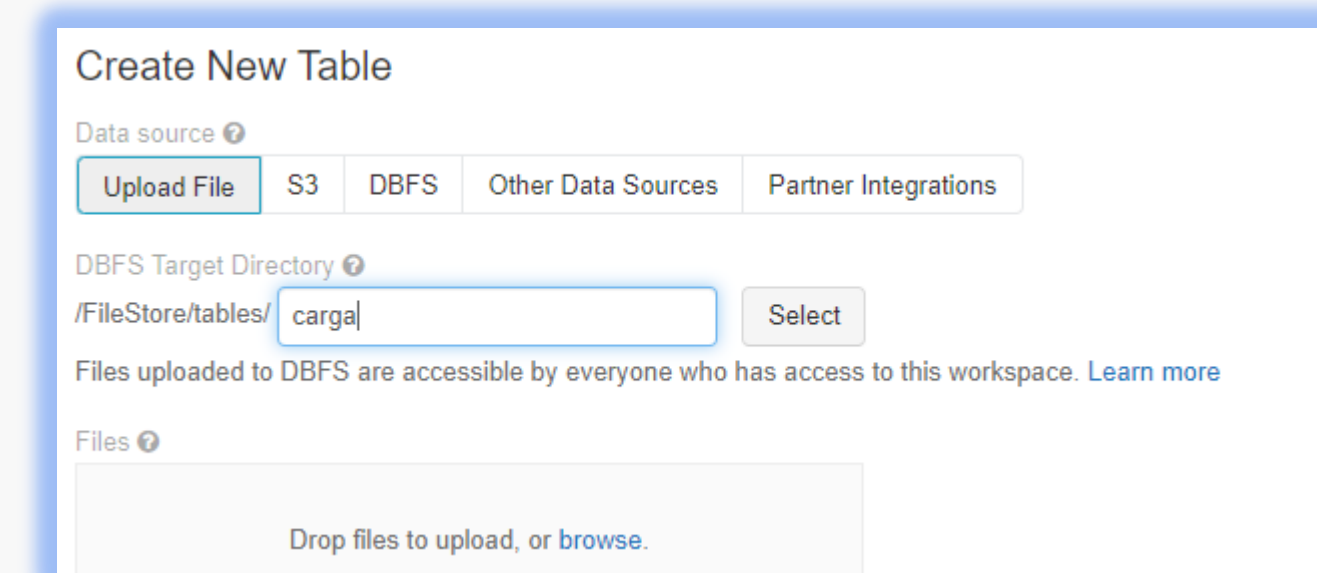 Create New Table
Data source
Upload File S3 DBFS Other Data Sources Partner Integrations
DBFS Target Directory
/FileStore/tables/ carga Select
Files uploaded to DBFS are accessible by everyone who has access to this workspace. Learn more
Files
Drop files to upload, or browse.